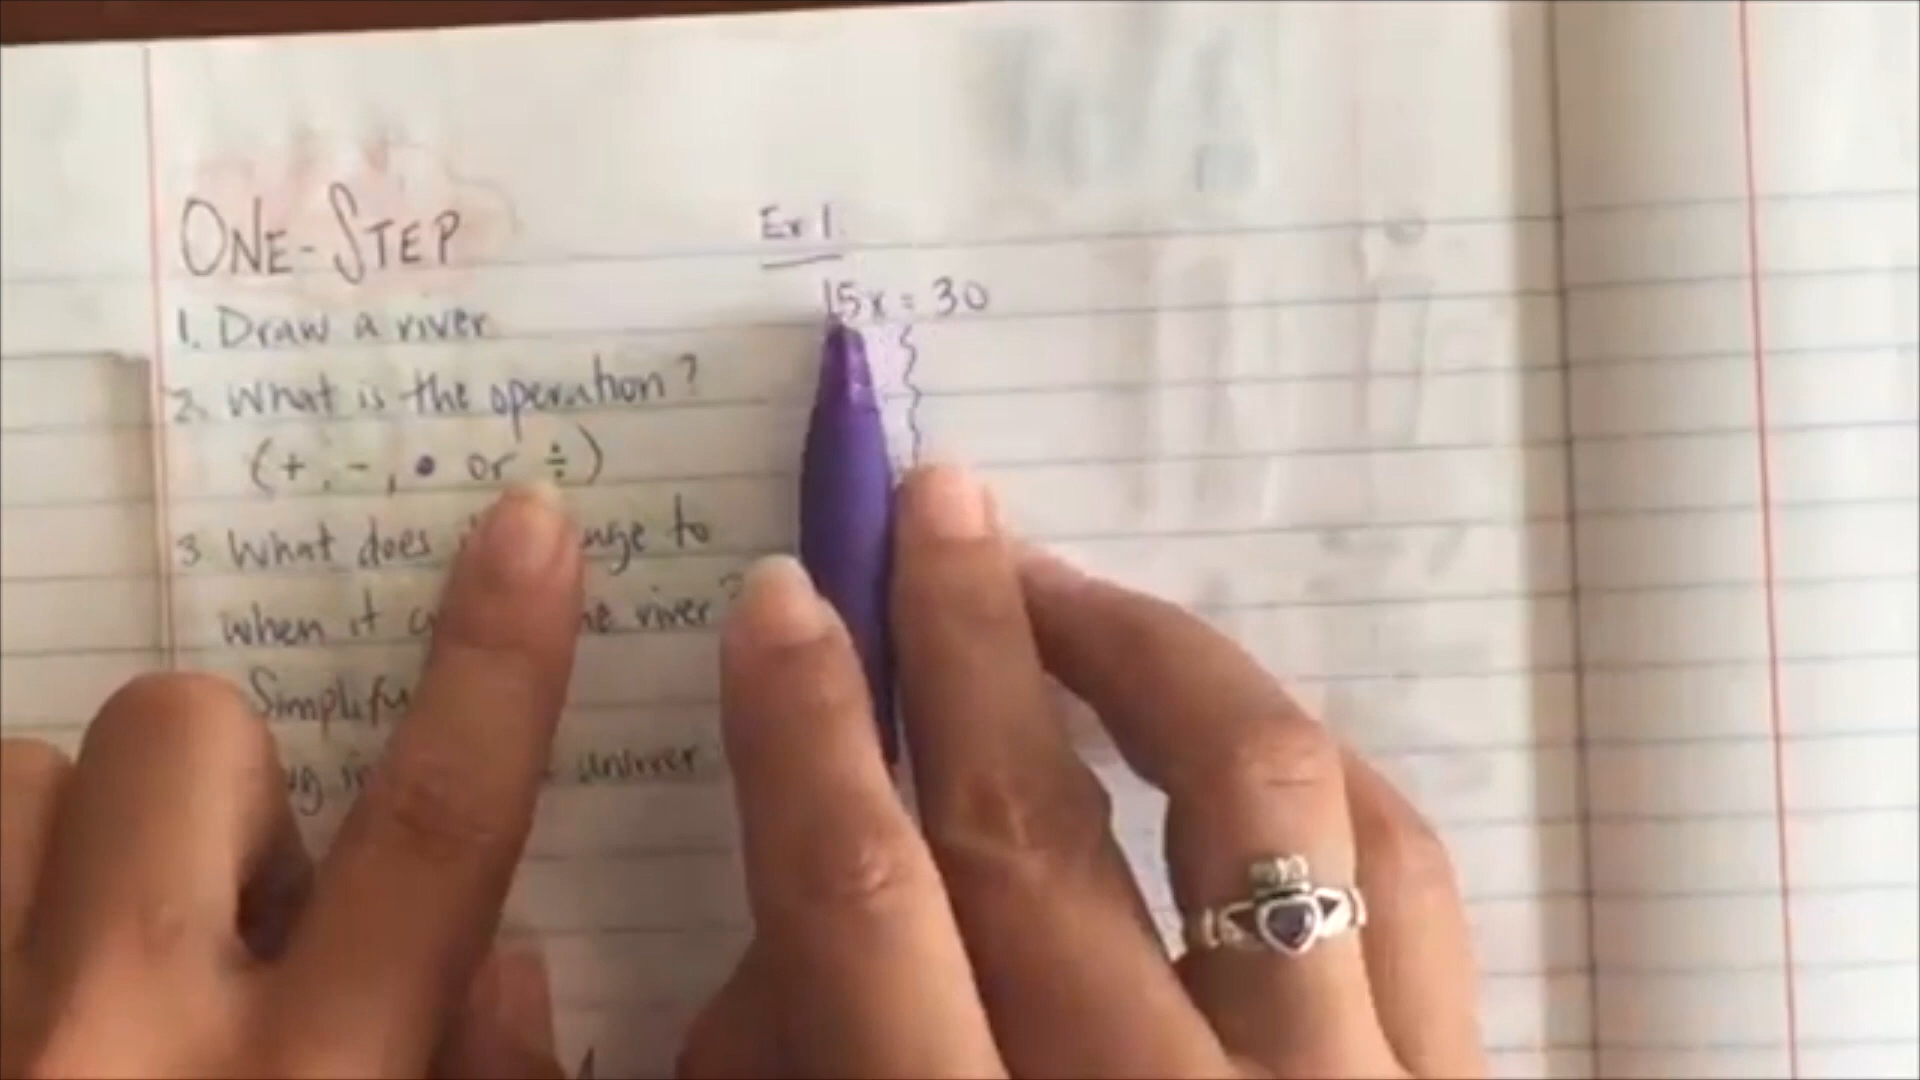 ONE-STEP
1. Draw a river
2. What is the operation?
(+, -, • or ÷)
3. What does to
when it river?
Simplify
Ex 1.
15x = 30